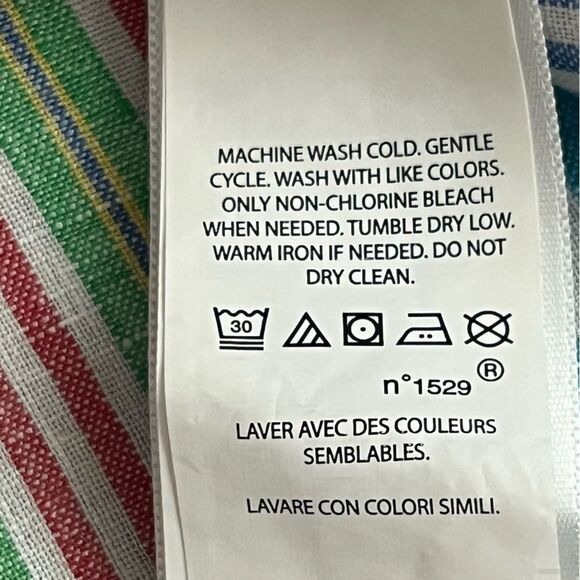 MACHINE WASH COLD. GENTLE
CYCLE. WASH WITH LIKE COLORS.
ONLY NON-CHLORINE BLEACH
WHEN NEEDED. TUMBLE DRY LOW.
WARM IRON IF NEEDED. DO NOT
DRY CLEAN.
30
n°1529 ®
LAVER AVEC DES COULEURS
SEMBLABLES.
LAVARE CON COLORI SIMILI.